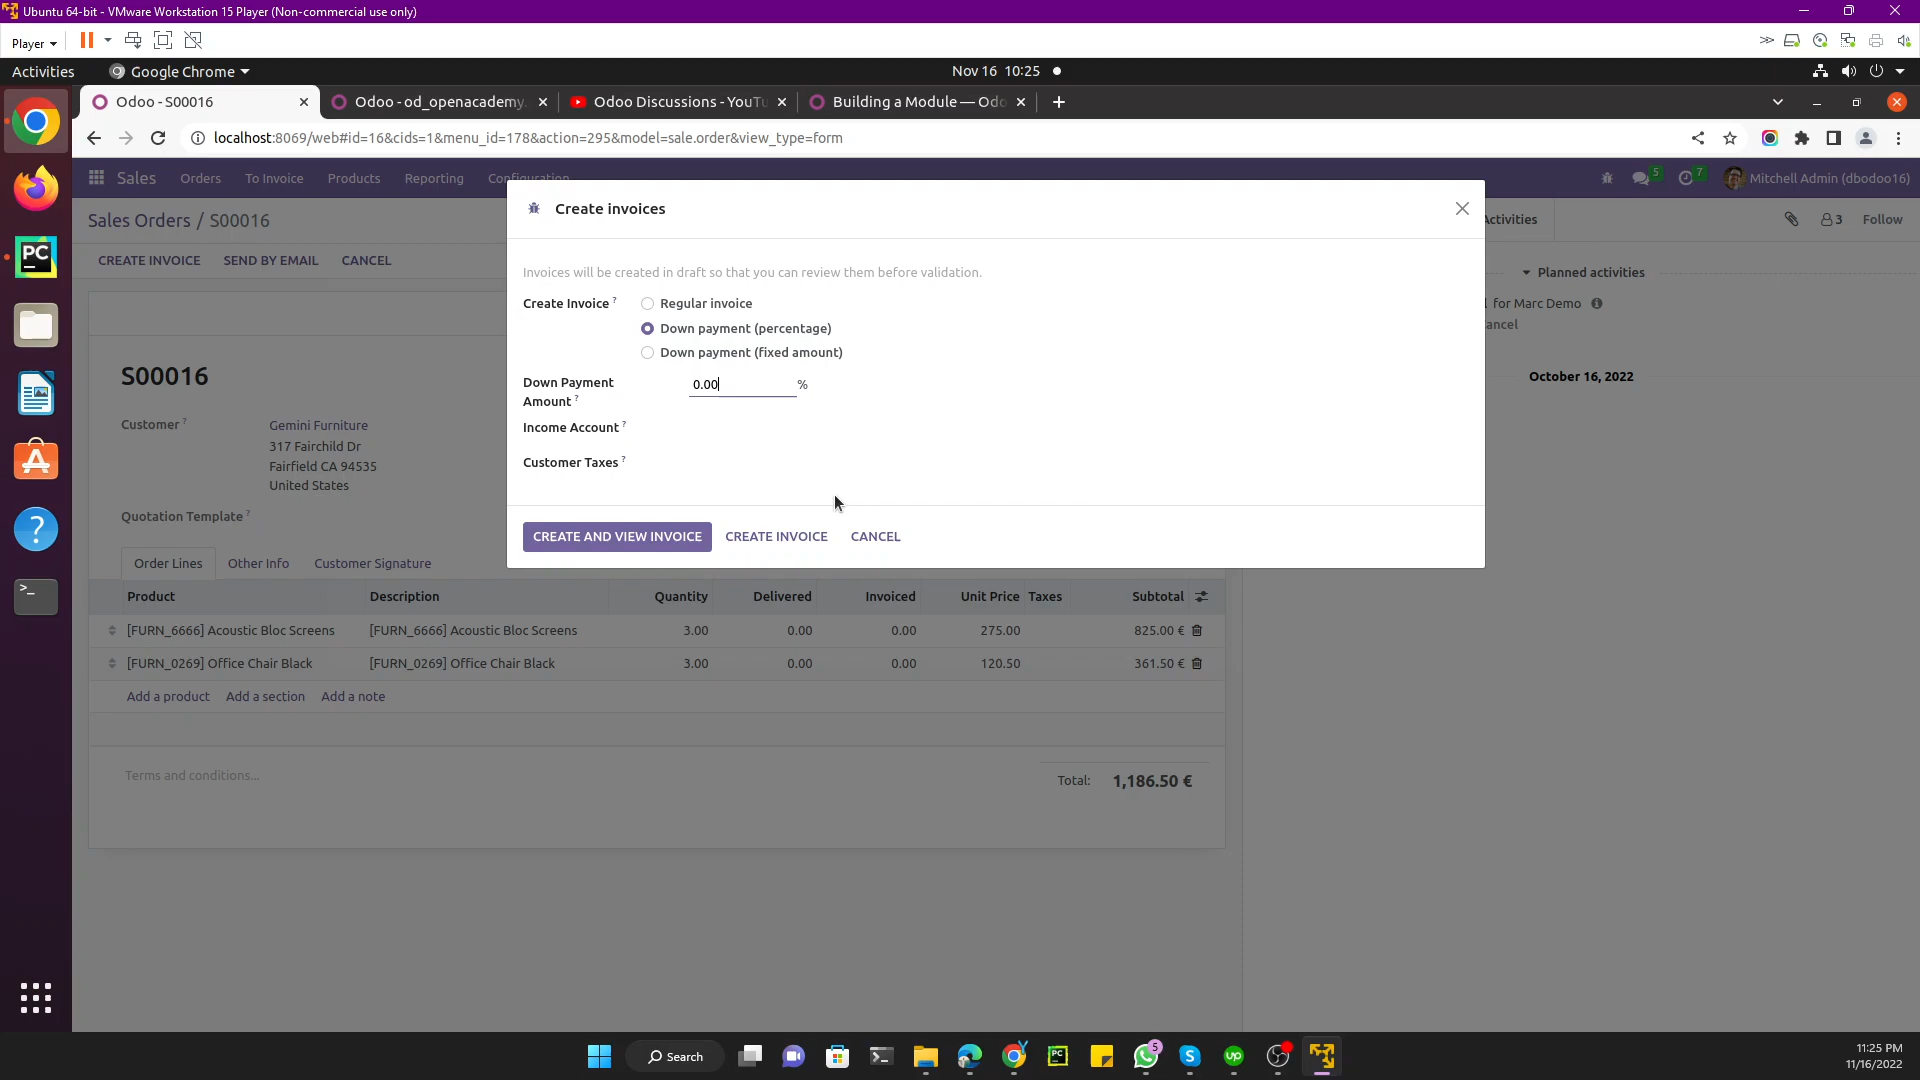 Ubuntu 64-bit - VMware Workstation 15 Player (Non-commercial use only)
Player
Activities
Google Chrome
Nov 16 10:25
Odoo - S00016
Odoo - od_openacademy.
Odoo Discussions - YouTu
Building a Module — Odo
localhost:8069/web#id=16&cids=1&menu_id=178&action=295&model=sale.order&view_type=form
Sales
Orders
To Invoice
Products
Reporting
Configuration
5
7
Mitchell Admin (dbodoo16)
Sales Orders / S00016
Activities
3
Follow
CREATE INVOICE
SEND BY EMAIL
CANCEL
Create invoices
Invoices will be created in draft so that you can review them before validation.
Create Invoice ?
Regular invoice
Down payment (percentage)
Down payment (fixed amount)
Down Payment
Amount ?
0.00
%
Income Account ?
Customer Taxes ?
CREATE AND VIEW INVOICE
CREATE INVOICE
CANCEL
Planned activities
for Marc Demo
ancel
October 16, 2022
S00016
Customer ?
Gemini Furniture
317 Fairchild Dr
Fairfield CA 94535
United States
Quotation Template ?
Order Lines
Other Info
Customer Signature
Product Description Quantity Delivered Invoiced Unit Price Taxes Subtotal
[FURN_6666] Acoustic Bloc Screens [FURN_6666] Acoustic Bloc Screens 3.00 0.00 0.00 275.00 825.00 €
[FURN_0269] Office Chair Black [FURN_0269] Office Chair Black 3.00 0.00 0.00 120.50 361.50 €
Add a product Add a section Add a note
Terms and conditions...
Total: 1,186.50 €
PC
>_
?
Search
PC
5
S
up
11:25 PM
11/16/2022